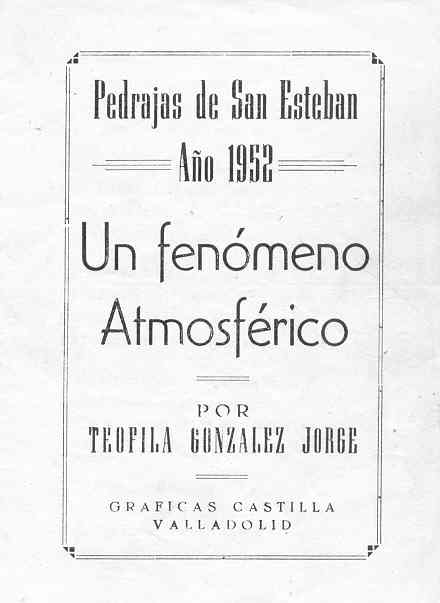 Pedrajas de San Esteban
Año 1952
Un fenómeno
Atmosférico
POR
TEOFILA GONZALEZ JORGE
GRAFICAS CASTILLA
VALLADOLID